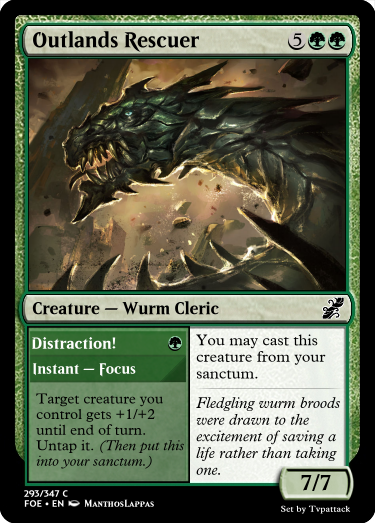 Outlands Rescuer 5
Creature — Wurm Cleric
Distraction!
Instant — Focus
Target creature you
control gets +1/+2
until end of turn.
Untap it. (Then put this
into your sanctum.)
You may cast this
creature from your
sanctum.
Fledgling wurm broods
were drawn to the
excitement of saving a
life rather than taking
one.
7/7
293/347 C
FOE • EN ManthosLappas
Set by Tvpattack